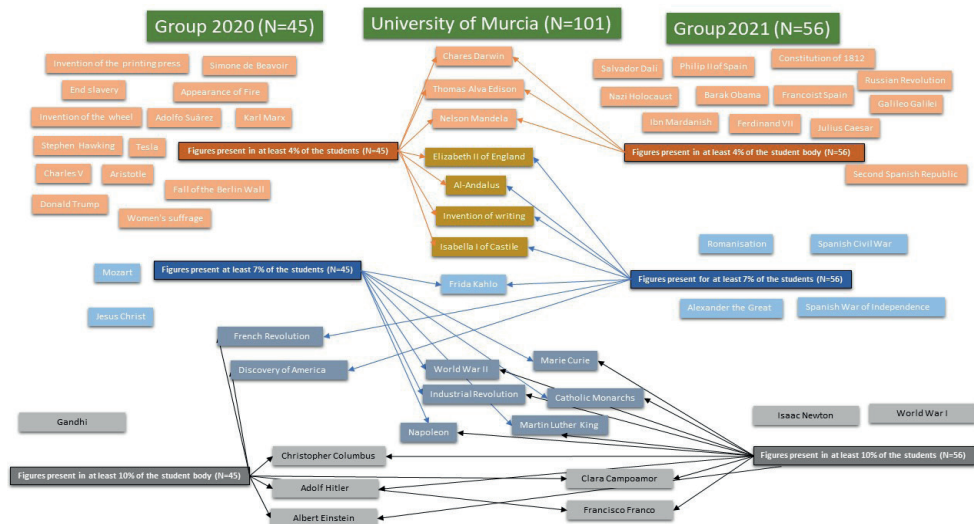 Group 2020 (N=45)
University of Murcia (N=101)
Group2021 (N=56)
Invention of the printing press
Simone de Beavoir
End slavery
Appearance of Fire
Invention of the wheel
Adolfo Suárez
Karl Marx
Stephen Hawking
Tesla
Figures present in at least 4% of the students (N=45)
Charles V
Aristotle
Fall of the Berlin Wall
Donald Trump
Women's suffrage
Chares Darwin
Thomas Alva Edison
Nelson Mandela
Elizabeth II of England
Al-Andalus
Invention of writing
Isabella I of Castile
Salvador Dalí
Philip II of Spain
Constitution of 1812
Russian Revolution
Nazi Holocaust
Barak Obama
Francoist Spain
Galileo Galilei
Ibn Mardanish
Ferdinand VII
Julius Caesar
Figures present in at least 4% of the student body (N=56)
Second Spanish Republic
Mozart
Figures present at least 7% of the students (N=45)
Jesus Christ
Frida Kahlo
Romanisation
Spanish Civil War
Figures present for at least 7% of the students (N=56)
Alexander the Great
Spanish War of Independence
French Revolution
Discovery of America
World War II
Marie Curie
Industrial Revolution
Catholic Monarchs
Napoleon
Martin Luther King
Gandhi
Isaac Newton
World War I
Figures present in at least 10% of the student body (N=45)
Christopher Columbus
Adolf Hitler
Albert Einstein
Clara Campoamor
Francisco Franco
Figures present in at least 10% of the students (N=56)